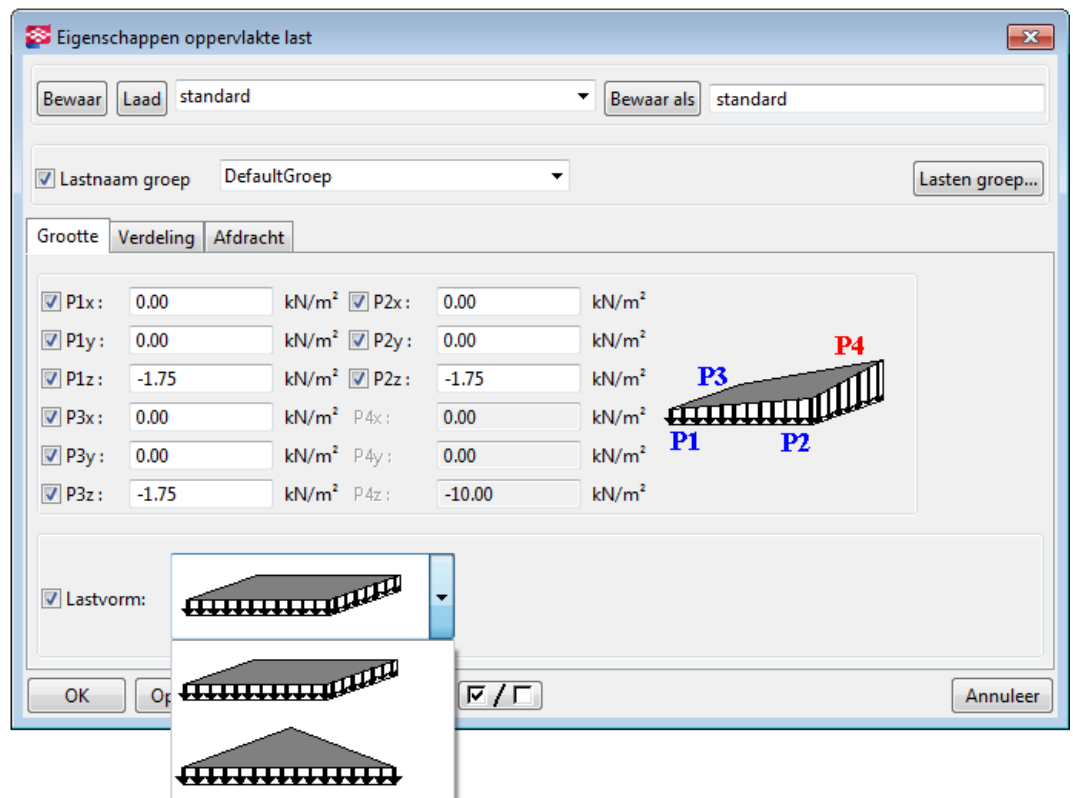 Eigenschappen oppervlakte last
Bewaar Laad standard Bewaar als standard
Lastnaam groep DefaultGroep Lasten groep...
Grootte Verdeling Afdracht
P1x: 0.00 kN/m² P2x: 0.00 kN/m²
P1y: 0.00 kN/m² P2y: 0.00 kN/m²
P1z: -1.75 kN/m² P2z: -1.75 kN/m²
P3x: 0.00 kN/m² P4x: 0.00 kN/m²
P3y: 0.00 kN/m² P4y: 0.00 kN/m²
P3z: -1.75 kN/m² P4z: -10.00 kN/m²
P4
P3
P1 P2
Lastvorm:
OK Op / Annuleer